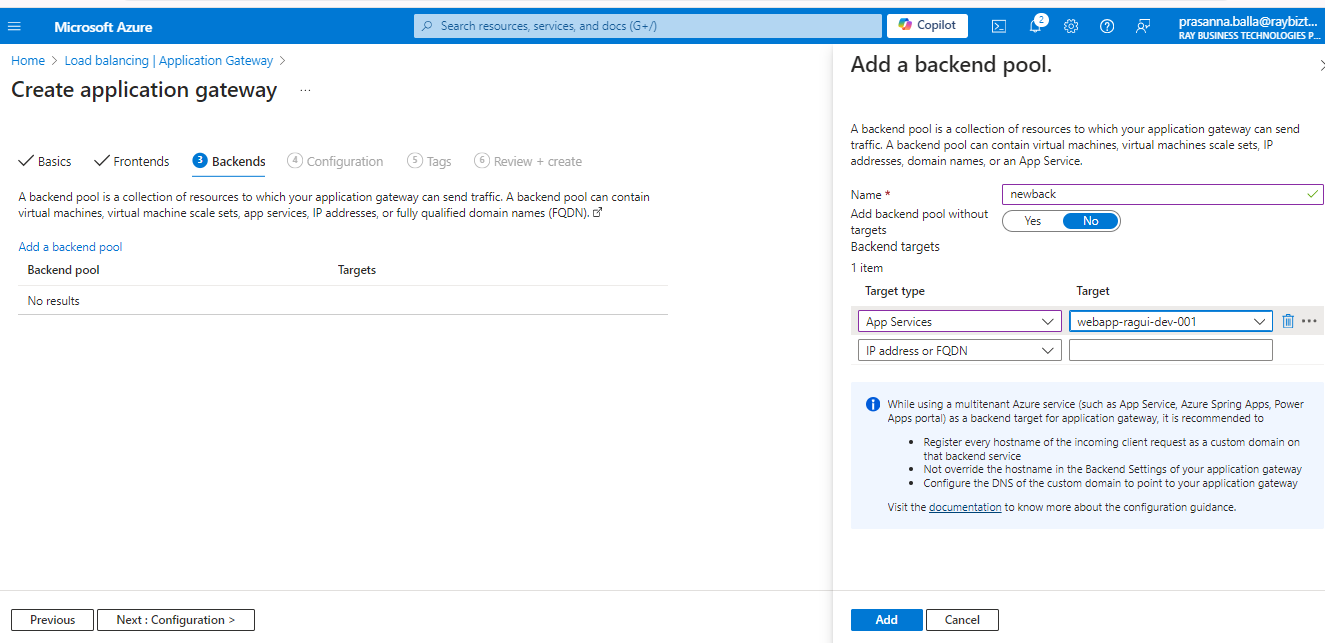 Microsoft Azure
Search resources, services, and docs (G+/)
Copilot
2
prasanna.balla@raybizt...
RAY BUSINESS TECHNOLOGIES P...
Home > Load balancing | Application Gateway >
Create application gateway ...
Basics Frontends 3 Backends 4 Configuration 5 Tags 6 Review + create
A backend pool is a collection of resources to which your application gateway can send traffic. A backend pool can contain
virtual machines, virtual machine scale sets, app services, IP addresses, or fully qualified domain names (FQDN).
Add a backend pool
Backend pool Targets
No results
Previous Next : Configuration >
Add a backend pool.
A backend pool is a collection of resources to which your application gateway can send
traffic. A backend pool can contain virtual machines, virtual machines scale sets, IP
addresses, domain names, or an App Service.
Name * newback
Add backend pool without
targets
Yes No
Backend targets
1 item
Target type Target
App Services webapp-ragui-dev-001
IP address or FQDN
While using a multitenant Azure service (such as App Service, Azure Spring Apps, Power
Apps portal) as a backend target for application gateway, it is recommended to
• Register every hostname of the incoming client request as a custom domain on
that backend service
• Not override the hostname in the Backend Settings of your application gateway
• Configure the DNS of the custom domain to point to your application gateway
Visit the documentation to know more about the configuration guidance.
Add Cancel